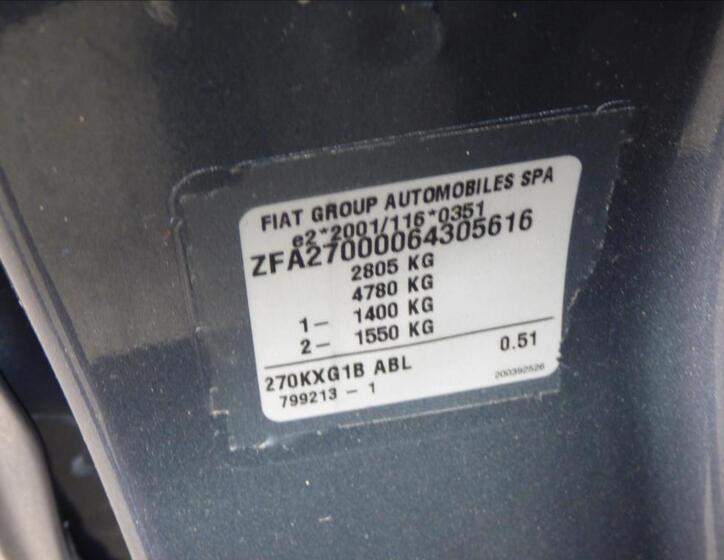 FIAT GROUP AUTOMOBILES SPA
e2*2001/116*0351
ZFA27000064305616
2805 KG
4780 KG
1- 1400 KG
2- 1550 KG
270KXG1B ABL 0.51
799213 - 1 200392526